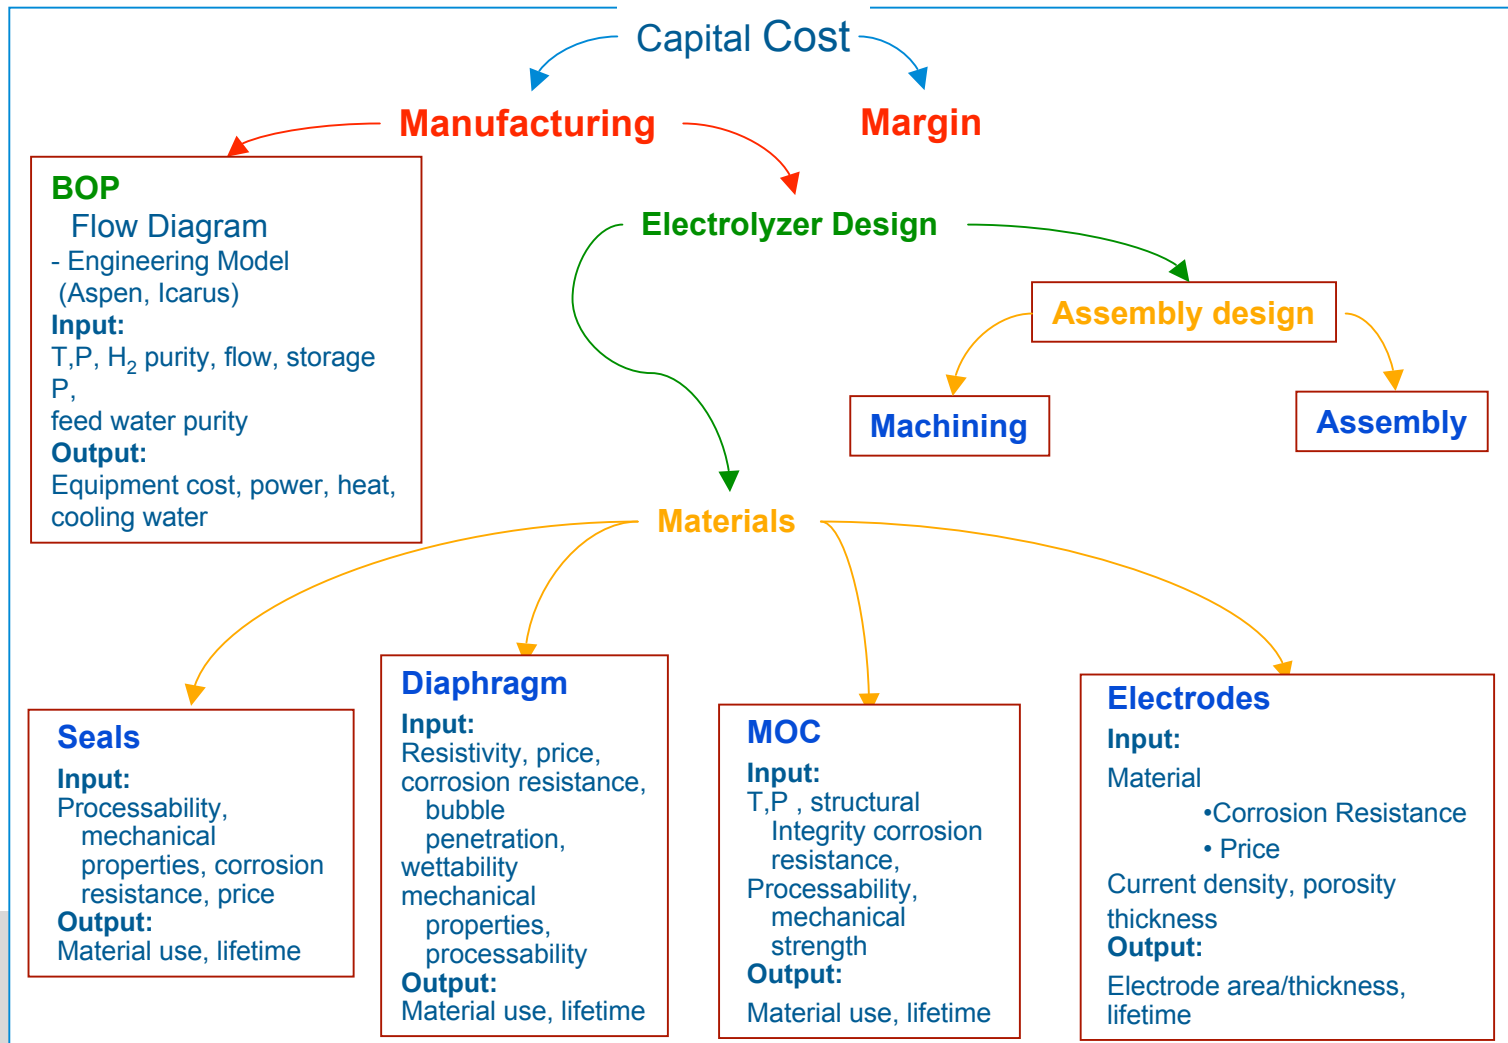 Capital Cost
Manufacturing
Margin
BOP
Flow Diagram
- Engineering Model
(Aspen, Icarus)
Input:
T,P, H2 purity, flow, storage
P,
feed water purity
Output:
Equipment cost, power, heat,
cooling water
Electrolyzer Design
Assembly design
Machining
Assembly
Materials
Seals
Input:
Processability,
mechanical
properties, corrosion
resistance, price
Output:
Material use, lifetime
Diaphragm
Input:
Resistivity, price,
corrosion resistance,
bubble
penetration,
wettability
mechanical
properties,
processability
Output:
Material use, lifetime
MOC
Input:
T,P , structural
Integrity corrosion
resistance,
Processability,
mechanical
strength
Output:
Material use, lifetime
Electrodes
Input:
Material
•Corrosion Resistance
• Price
Current density, porosity
thickness
Output:
Electrode area/thickness,
lifetime